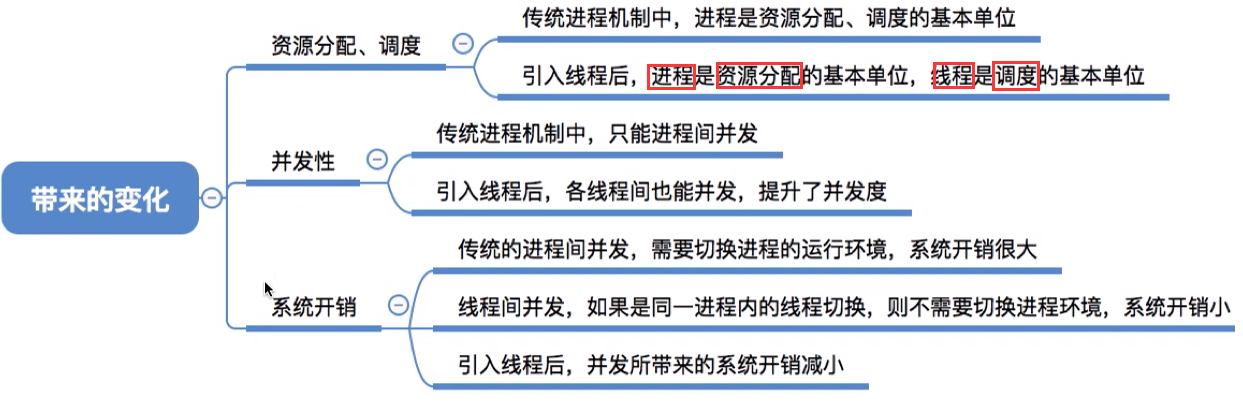 带来的变化
资源分配、调度
传统进程机制中，进程是资源分配、调度的基本单位
引入线程后，进程是资源分配的基本单位，线程是调度的基本单位
并发性
传统进程机制中，只能进程间并发
引入线程后，各线程间也能并发，提升了并发度
系统开销
传统的进程间并发，需要切换进程的运行环境，系统开销很大
线程间并发，如果是同一进程内的线程切换，则不需要切换进程环境，系统开销小
引入线程后，并发所带来的系统开销减小